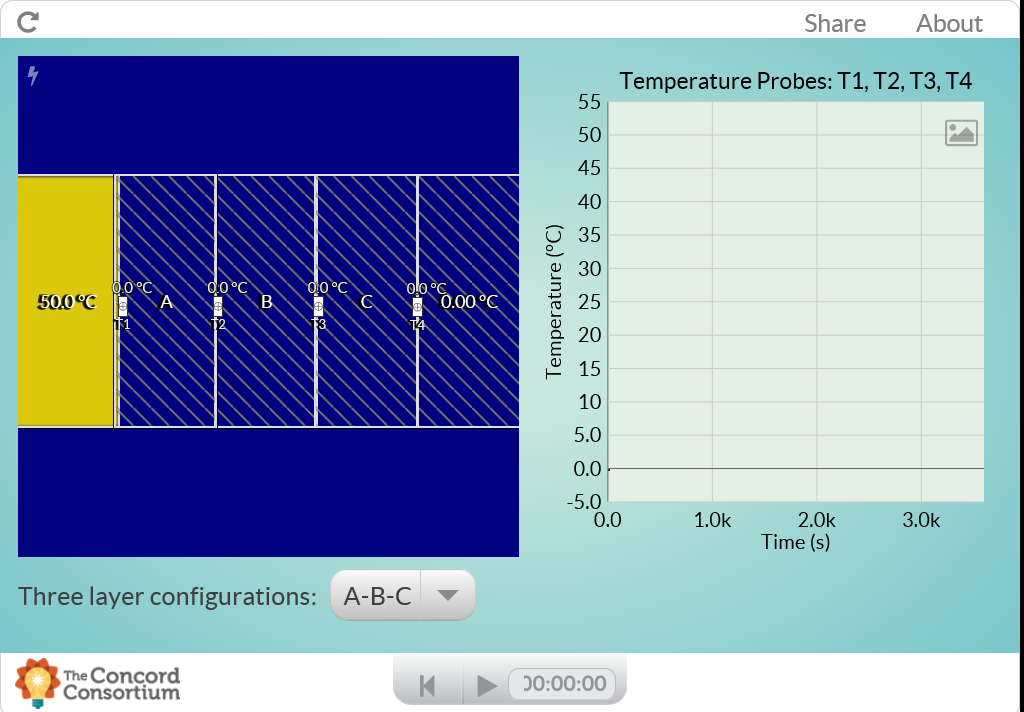 Share About
Temperature Probes: T1, T2, T3, T4
55
50
45
40
35
30
25
20
15
10
5.0
0.0
-5.0
Temperature (°C)
0.0 1.0k 2.0k 3.0k
Time (s)
0.0 °C 0.0 °C 0.0 °C 0.0 °C
50.0 °C A B C 0.00 °C
T1 T2 T3 T4
Three layer configurations: A-B-C
The Concord
Consortium
00:00:00